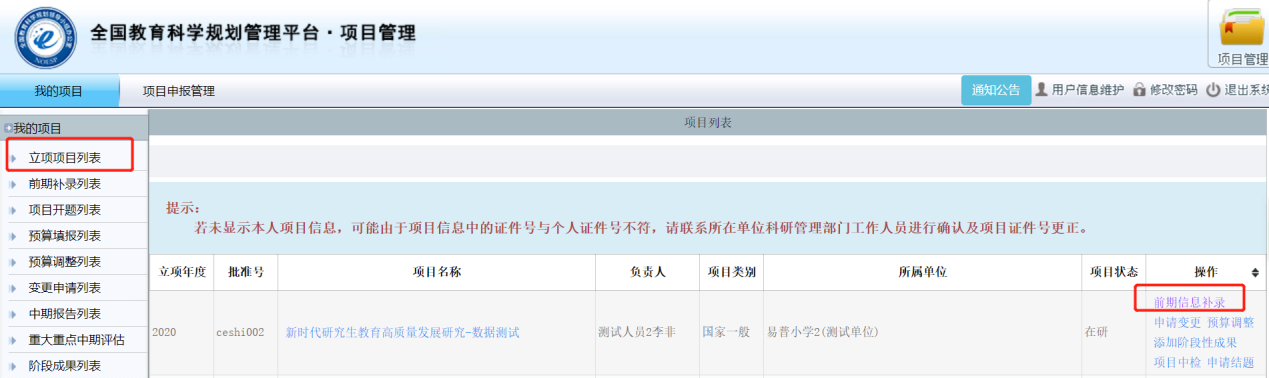 全国教育科学规划管理平台·项目管理
项目管理
我的项目 项目申报管理 通知公告 用户信息维护 修改密码 退出系统
我的项目
立项项目列表
前期补录列表
项目开题列表
预算填报列表
预算调整列表
变更申请列表
中期报告列表
重大重点中期评估
阶段成果列表
项目列表
提示:
若未显示本人项目信息，可能由于项目信息中的证件号与个人证件号不符，请联系所在单位科研管理部门工作人员进行确认及项目证件号更正。
立项年度 批准号 项目名称 负责人 项目类别 所属单位 项目状态 操作
2020 ceshi002 新时代研究生教育高质量发展研究-数据测试 测试人员2李非 国家一般 易普小学2(测试单位) 在研
前期信息补录
申请变更 预算调整
添加阶段性成果
项目中检 申请结题